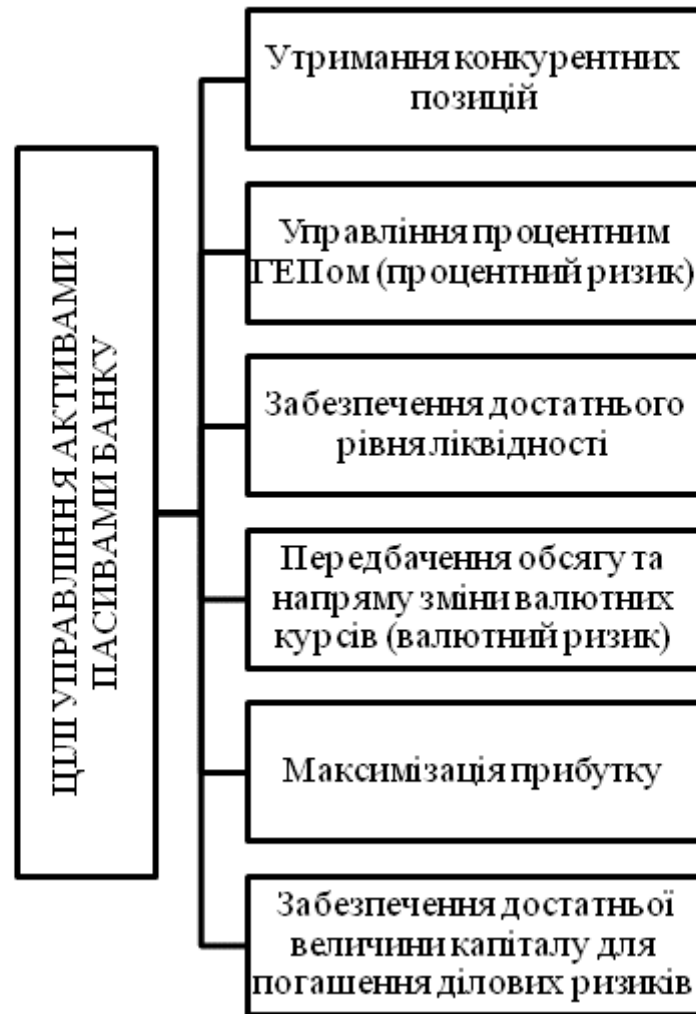 ЦІЛІ УПРАВЛІННЯ АКТИВАМИ І
ПАСИВАМИ БАНКУ
Утримання конкурентних
позицій
Управління процентним
ГЕПом (процентний ризик)
Забезпечення достатнього
рівня ліквідності
Передбачення обсягу та
напряму зміни валютних
курсів (валютний ризик)
Максимізація прибутку
Забезпечення достатньої
величини капіталу для
погашення ділових ризиків